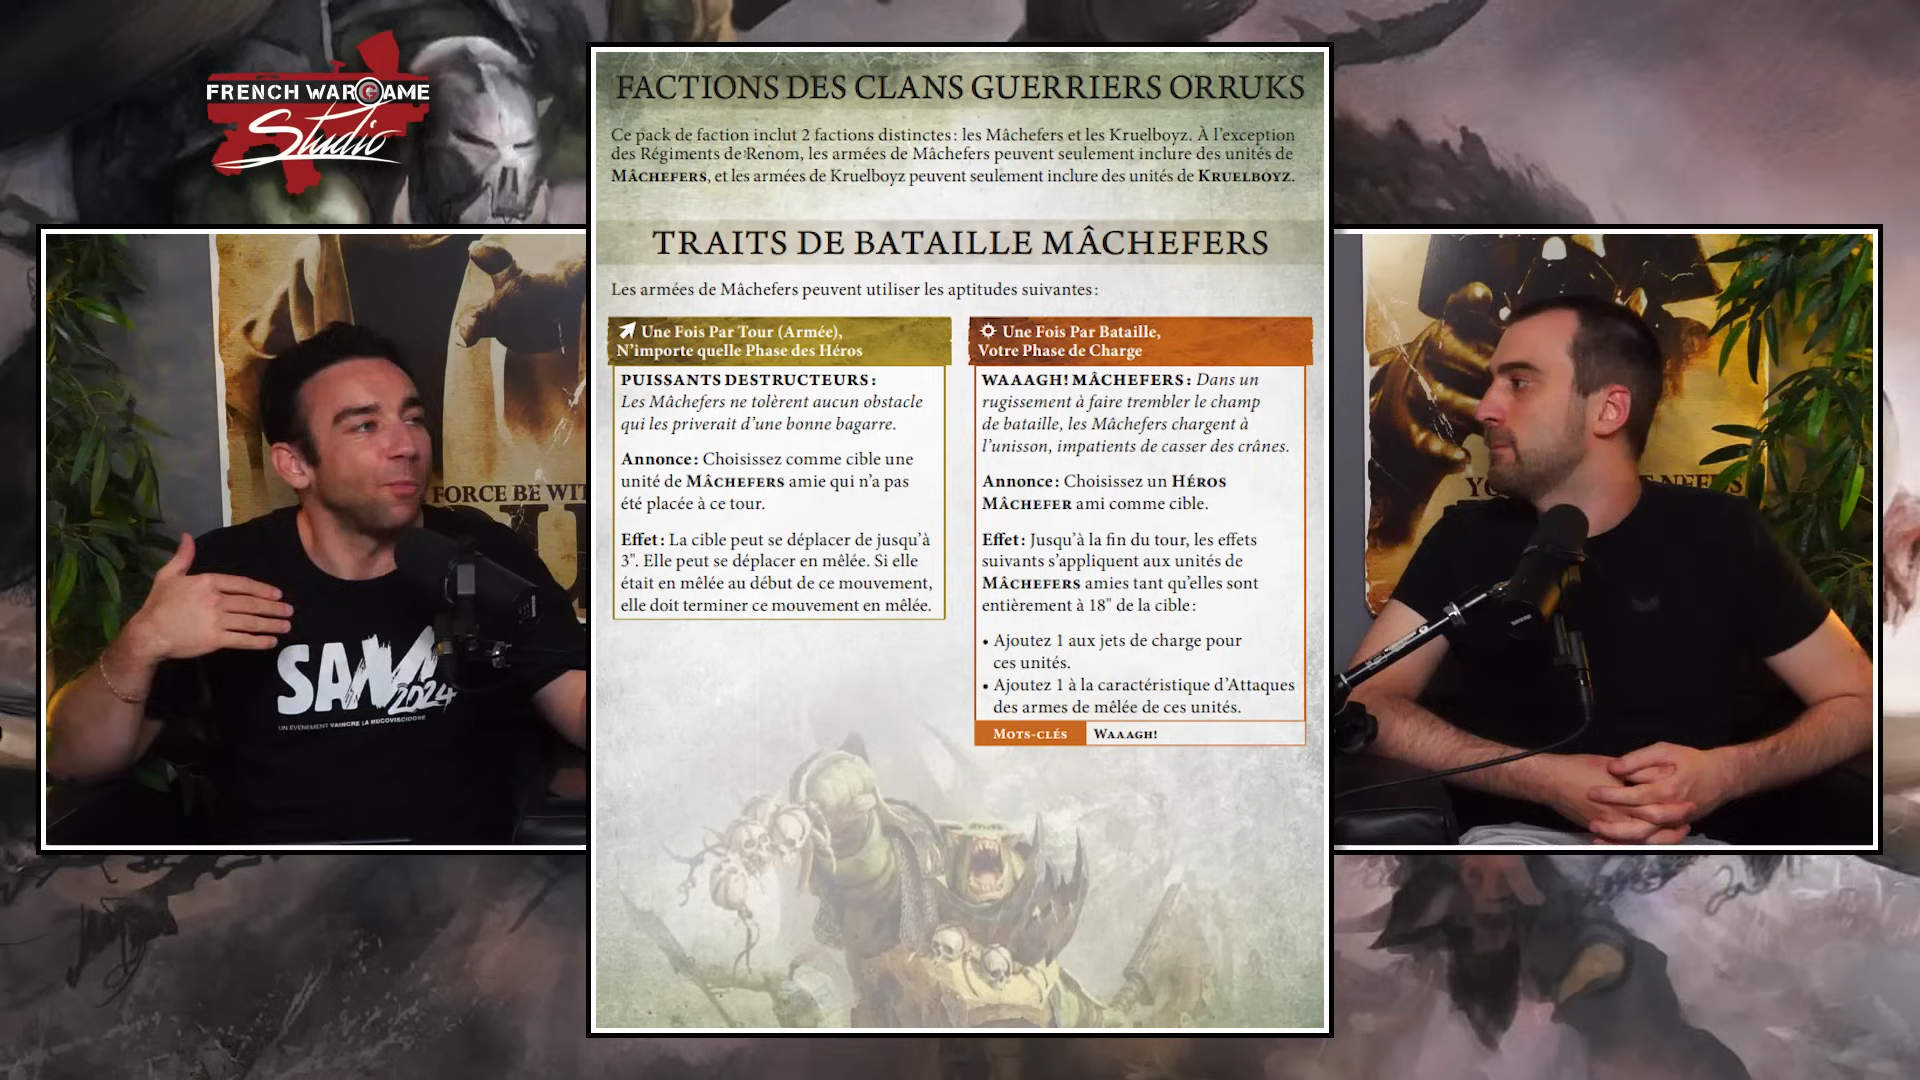 FRENCH WARGAME
Studio
FACTIONS DES CLANS GUERRIERS ORRUKS
Ce pack de faction inclut 2 factions distinctes : les Mâchefers et les Kruelboyz. À l'exception
des Régiments de Renom, les armées de Mâchefers peuvent seulement inclure des unités de
MÂCHEFERS, et les armées de Kruelboyz peuvent seulement inclure des unités de KRUELBOYZ.
TRAITS DE BATAILLE MÂCHEFERS
Les armées de Mâchefers peuvent utiliser les aptitudes suivantes :
Une Fois Par Tour (Armée),
N'importe quelle Phase des Héros
PUISSANTS DESTRUCTEURS :
Les Mâchefers ne tolèrent aucun obstacle
qui les priverait d'une bonne bagarre.
Annonce : Choisissez comme cible une
unité de MÂCHEFERS amie qui n'a pas
été placée à ce tour.
Effet : La cible peut se déplacer de jusqu'à
3". Elle peut se déplacer en mêlée. Si elle
était en mêlée au début de ce mouvement,
elle doit terminer ce mouvement en mêlée.
Une Fois Par Bataille,
Votre Phase de Charge
WAAAGH! MÂCHEFERS : Dans un
rugissement à faire trembler le champ
de bataille, les Mâchefers chargent à
l'unisson, impatients de casser des crânes.
Annonce : Choisissez un HÉROS
MÂCHEFER ami comme cible.
Effet : Jusqu'à la fin du tour, les effets
suivants s'appliquent aux unités de
MÂCHEFERS amies tant qu'elles sont
entièrement à 18" de la cible :
• Ajoutez 1 aux jets de charge pour
ces unités.
• Ajoutez 1 à la caractéristique d'Attaques
des armes de mêlée de ces unités.
MOTS-CLÉS WAAAGH!
FORCE BE WIT
SAM
2024
UN ÉVÉNEMENT VAINCRE LA MUCOVISCIDOSE
NEEDS